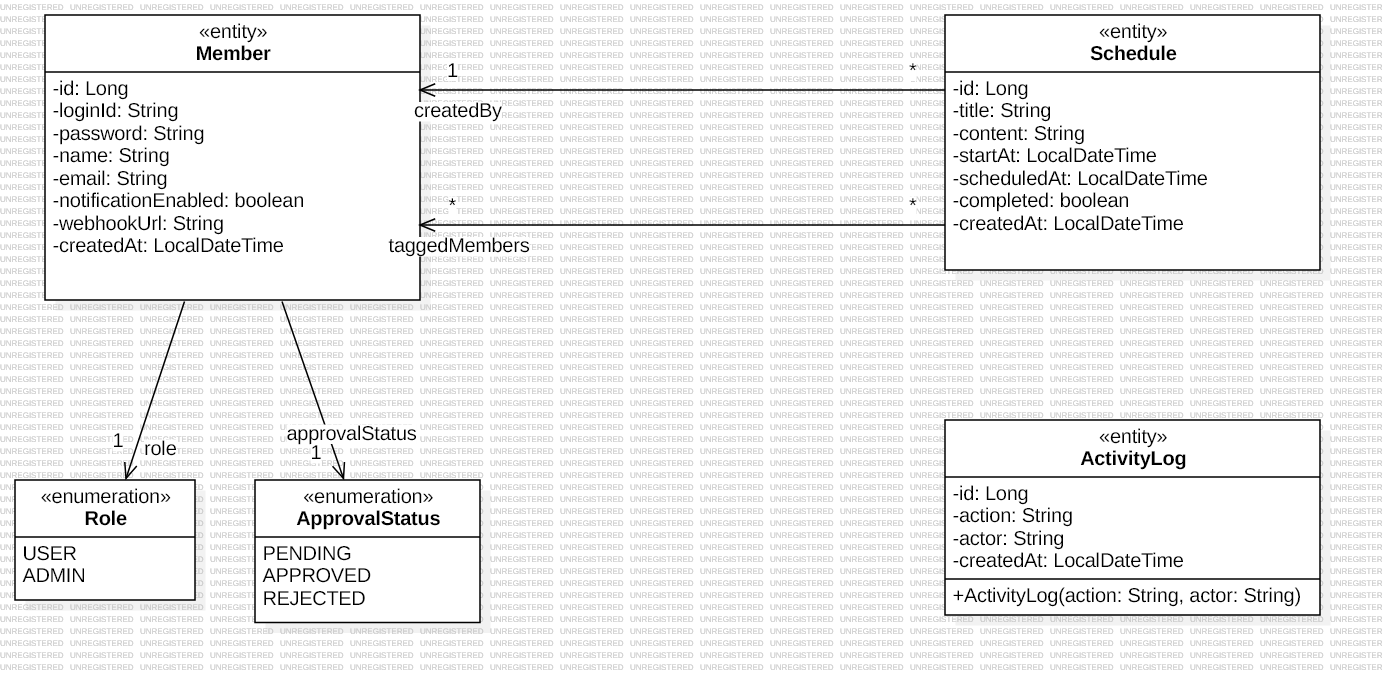 «entity»
Member
-id: Long
-loginId: String
-password: String
-name: String
-email: String
-notificationEnabled: boolean
-webhookUrl: String
-createdAt: LocalDateTime
1
*
createdBy
*
*
taggedMembers
«entity»
Schedule
-id: Long
-title: String
-content: String
-startAt: LocalDateTime
-scheduledAt: LocalDateTime
-completed: boolean
-createdAt: LocalDateTime
1
role
approvalStatus
1
«enumeration»
Role
USER
ADMIN
«enumeration»
ApprovalStatus
PENDING
APPROVED
REJECTED
«entity»
ActivityLog
-id: Long
-action: String
-actor: String
-createdAt: LocalDateTime
+ActivityLog(action: String, actor: String)
UNREGISTERED